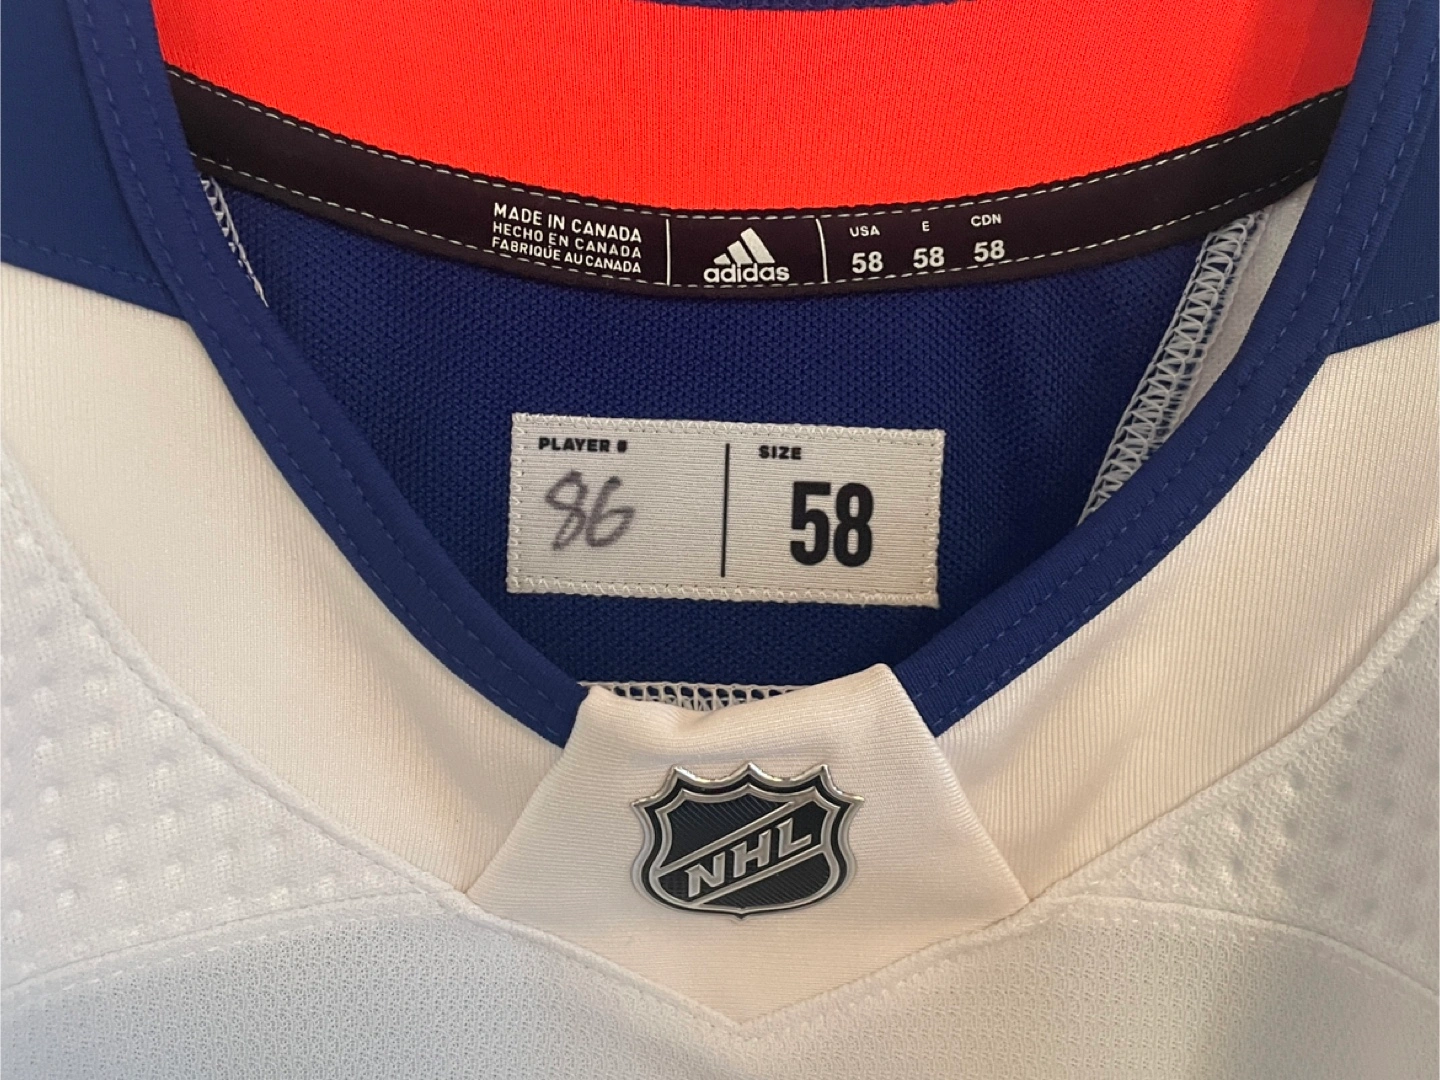 MADE IN CANADA
HECHO EN CANADA
FABRIQUÉ AU CANADA
adidas
USA E CDN
58 58 58
PLAYER #
86
SIZE
58
NHL